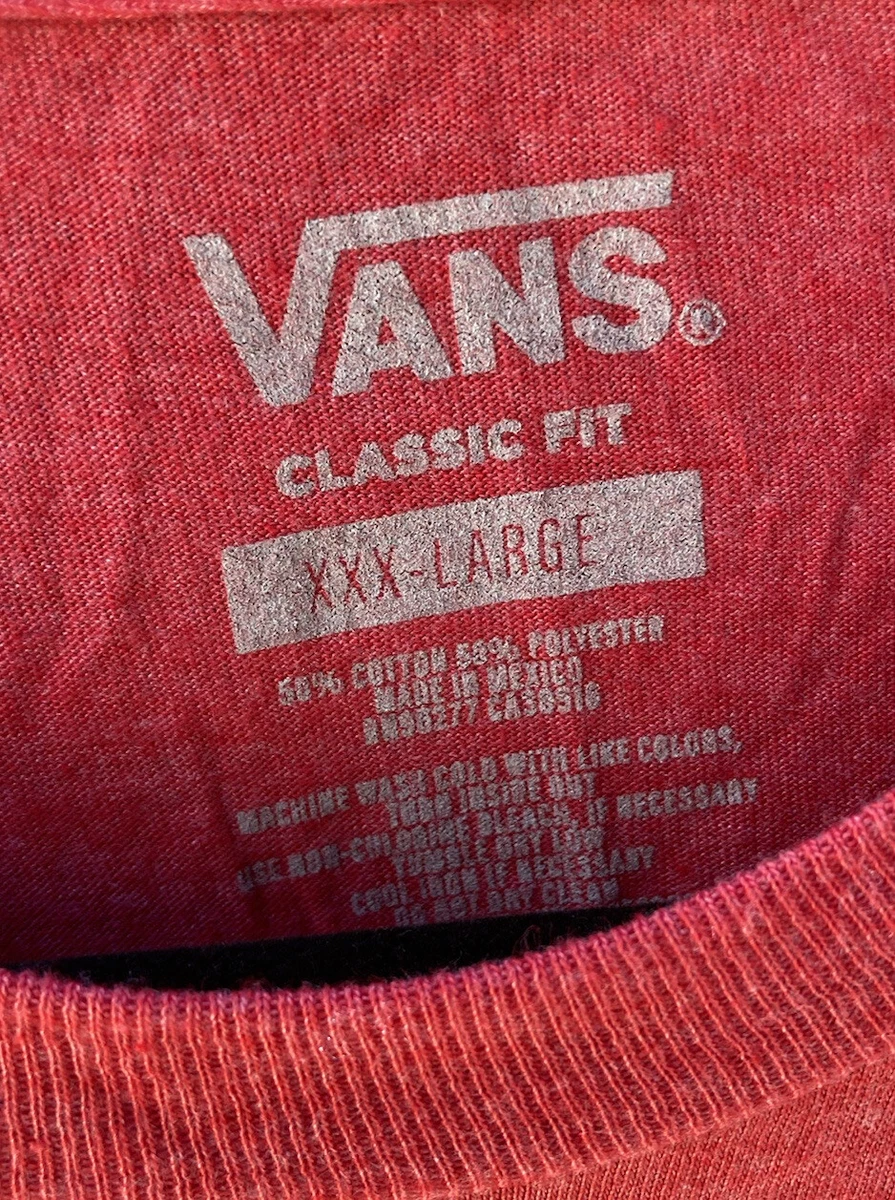 VANS®
CLASSIC FIT
XXX-LARGE
50% COTTON 50% POLYESTER
MADE IN MEXICO
RN90277 CA30516
MACHINE WASH COLD WITH LIKE COLORS,
TURN INSIDE OUT
USE NON-CHLORINE BLEACH, IF NECESSARY
TUMBLE DRY LOW
COOL IRON IF NECESSARY
DO NOT DRY CLEAN